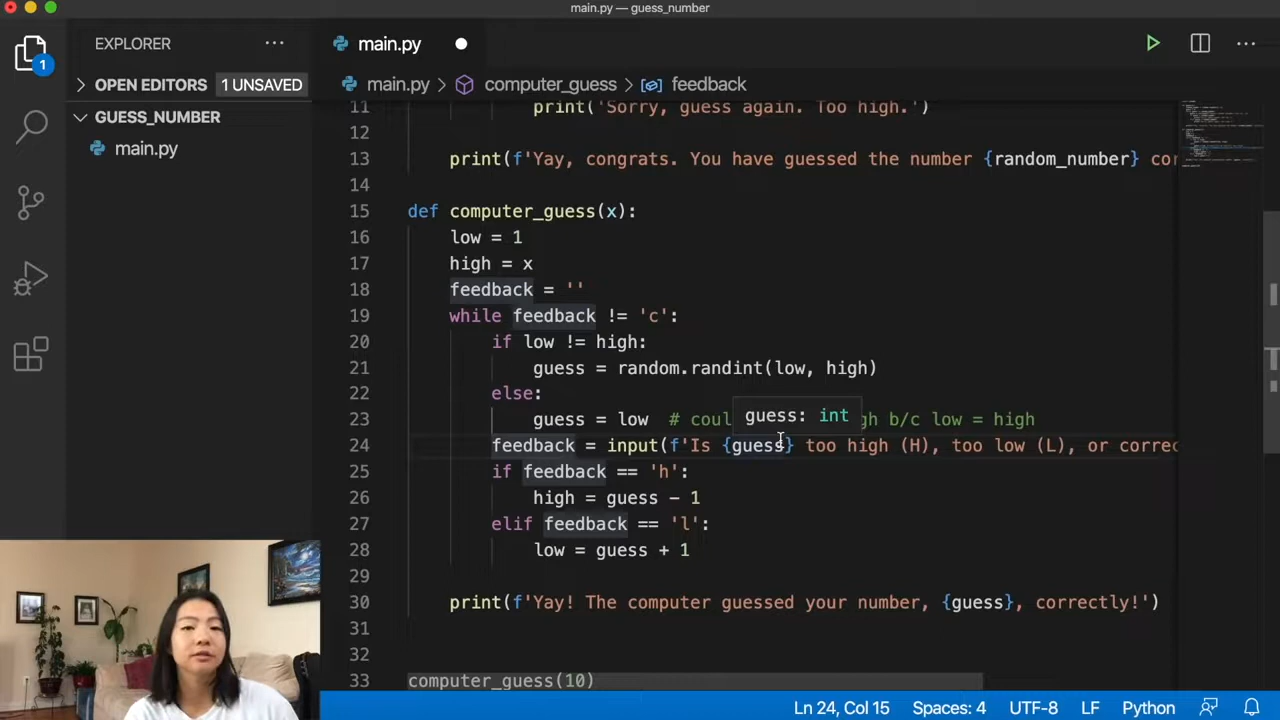 main.py — guess_number
EXPLORER
main.py
1
OPEN EDITORS 1 UNSAVED
main.py > computer_guess > feedback
GUESS_NUMBER
main.py
11 print('Sorry, guess again. Too high.')
12
13 print(f'Yay, congrats. You have guessed the number {random_number} cor
14
15 def computer_guess(x):
16 low = 1
17 high = x
18 feedback = ''
19 while feedback != 'c':
20 if low != high:
21 guess = random.randint(low, high)
22 else:
23 guess = low # coul gh b/c low = high
guess: int
24 feedback = input(f'Is {guess} too high (H), too low (L), or correc
25 if feedback == 'h':
26 high = guess - 1
27 elif feedback == 'l':
28 low = guess + 1
29
30 print(f'Yay! The computer guessed your number, {guess}, correctly!')
31
32
33 computer_guess(10)
Ln 24, Col 15 Spaces: 4 UTF-8 LF Python